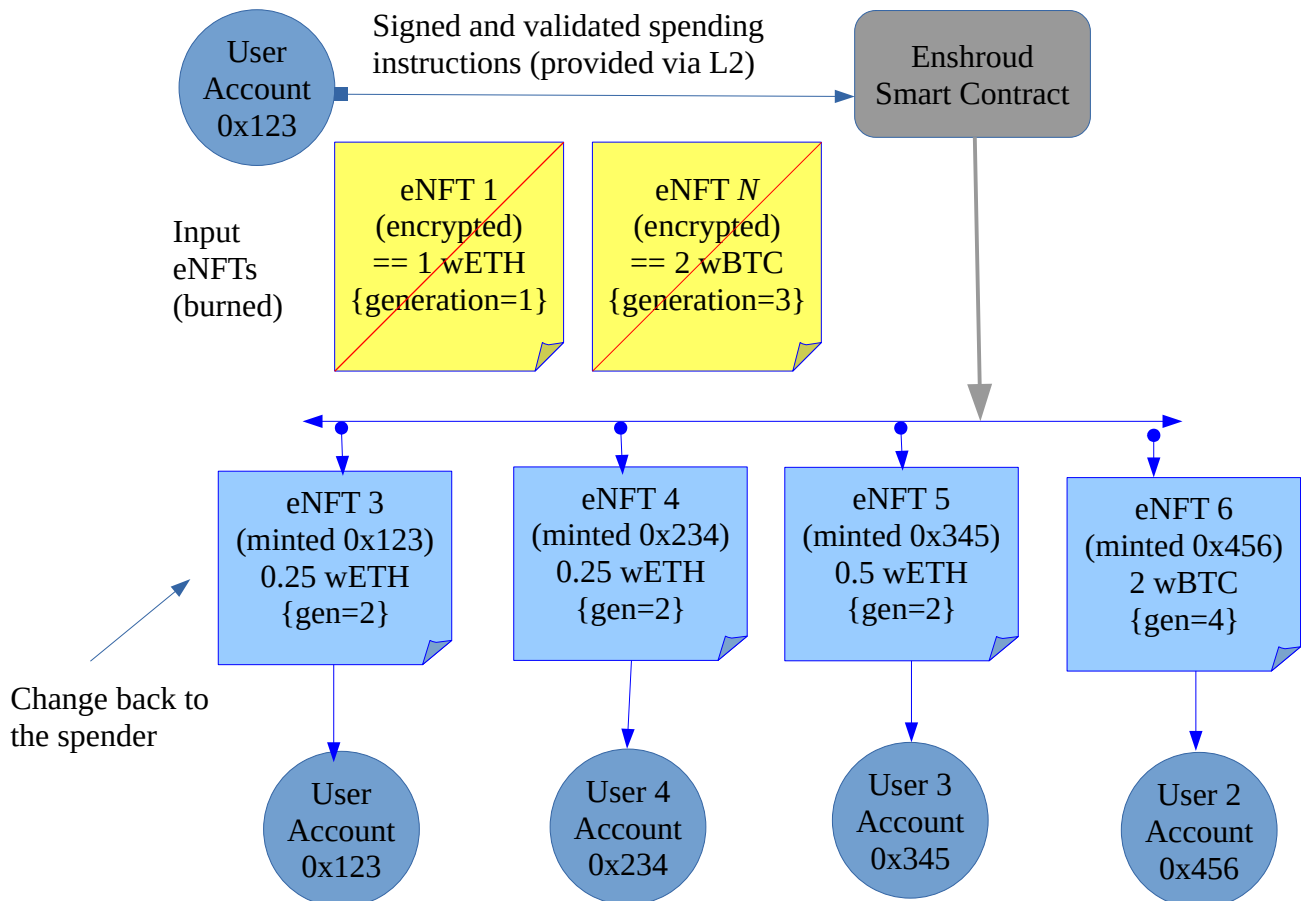 User
Account
0x123
Signed and validated spending
instructions (provided via L2)
Enshroud
Smart Contract
Input
eNFTs
(burned)
eNFT 1
(encrypted)
== 1 wETH
{generation=1}
eNFT N
(encrypted)
== 2 wBTC
{generation=3}
eNFT 3
(minted 0x123)
0.25 wETH
{gen=2}
eNFT 4
(minted 0x234)
0.25 wETH
{gen=2}
eNFT 5
(minted 0x345)
0.5 wETH
{gen=2}
eNFT 6
(minted 0x456)
2 wBTC
{gen=4}
Change back to
the spender
User
Account
0x123
User 4
Account
0x234
User 3
Account
0x345
User 2
Account
0x456